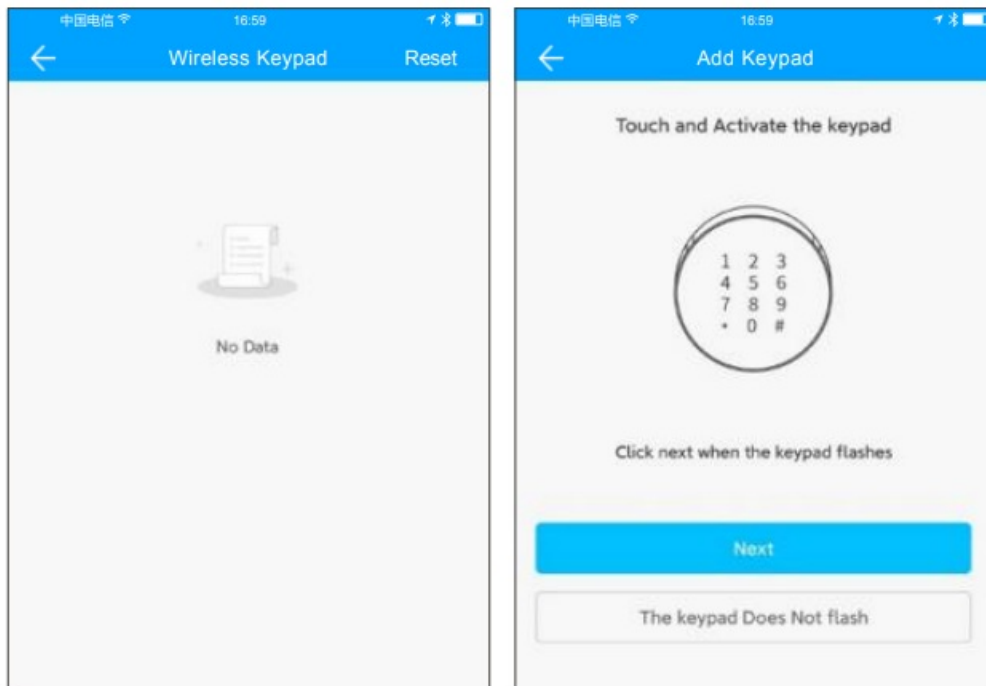 中国电信 16:59
Wireless Keypad Reset
No Data
中国电信 16:59
Add Keypad
Touch and Activate the keypad
1 2 3
4 5 6
7 8 9
* 0 #
Click next when the keypad flashes
Next
The keypad Does Not flash